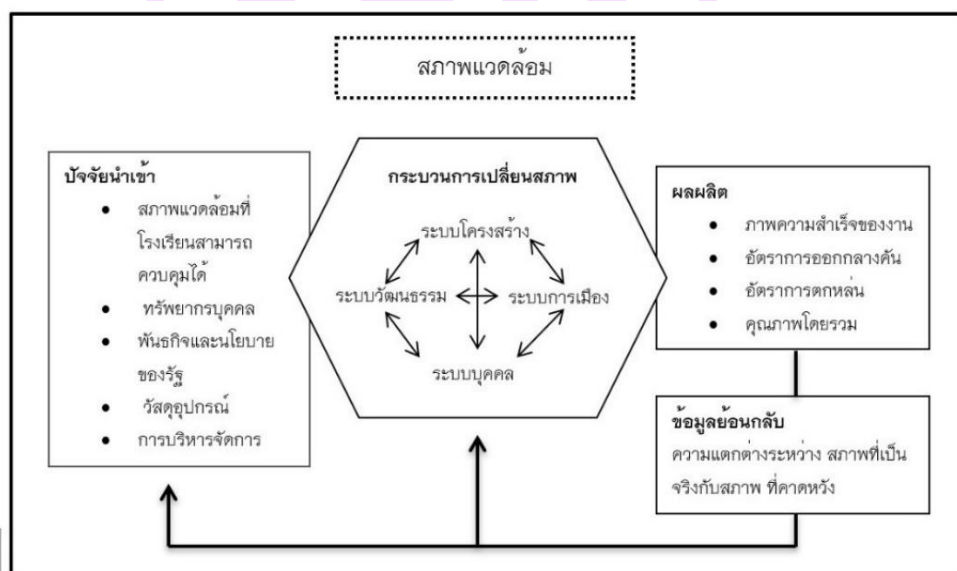 สภาพแวดล้อม
ปัจจัยนำเข้า
● สภาพแวดล้อมที่
โรงเรียนสามารถ
ควบคุมได้
● ทรัพยากรบุคคล
● พันธกิจและนโยบาย
ของรัฐ
● วัสดุอุปกรณ์
● การบริหารจัดการ
กระบวนการเปลี่ยนสภาพ
ระบบโครงสร้าง
ระบบวัฒนธรรม
ระบบการเมือง
ระบบบุคคล
ผลผลิต
● ภาพความสำเร็จของงาน
● อัตราการออกกลางคัน
● อัตราการตกหล่น
● คุณภาพโดยรวม
ข้อมูลย้อนกลับ
ความแตกต่างระหว่าง สภาพที่เป็น
จริงกับสภาพ ที่คาดหวัง